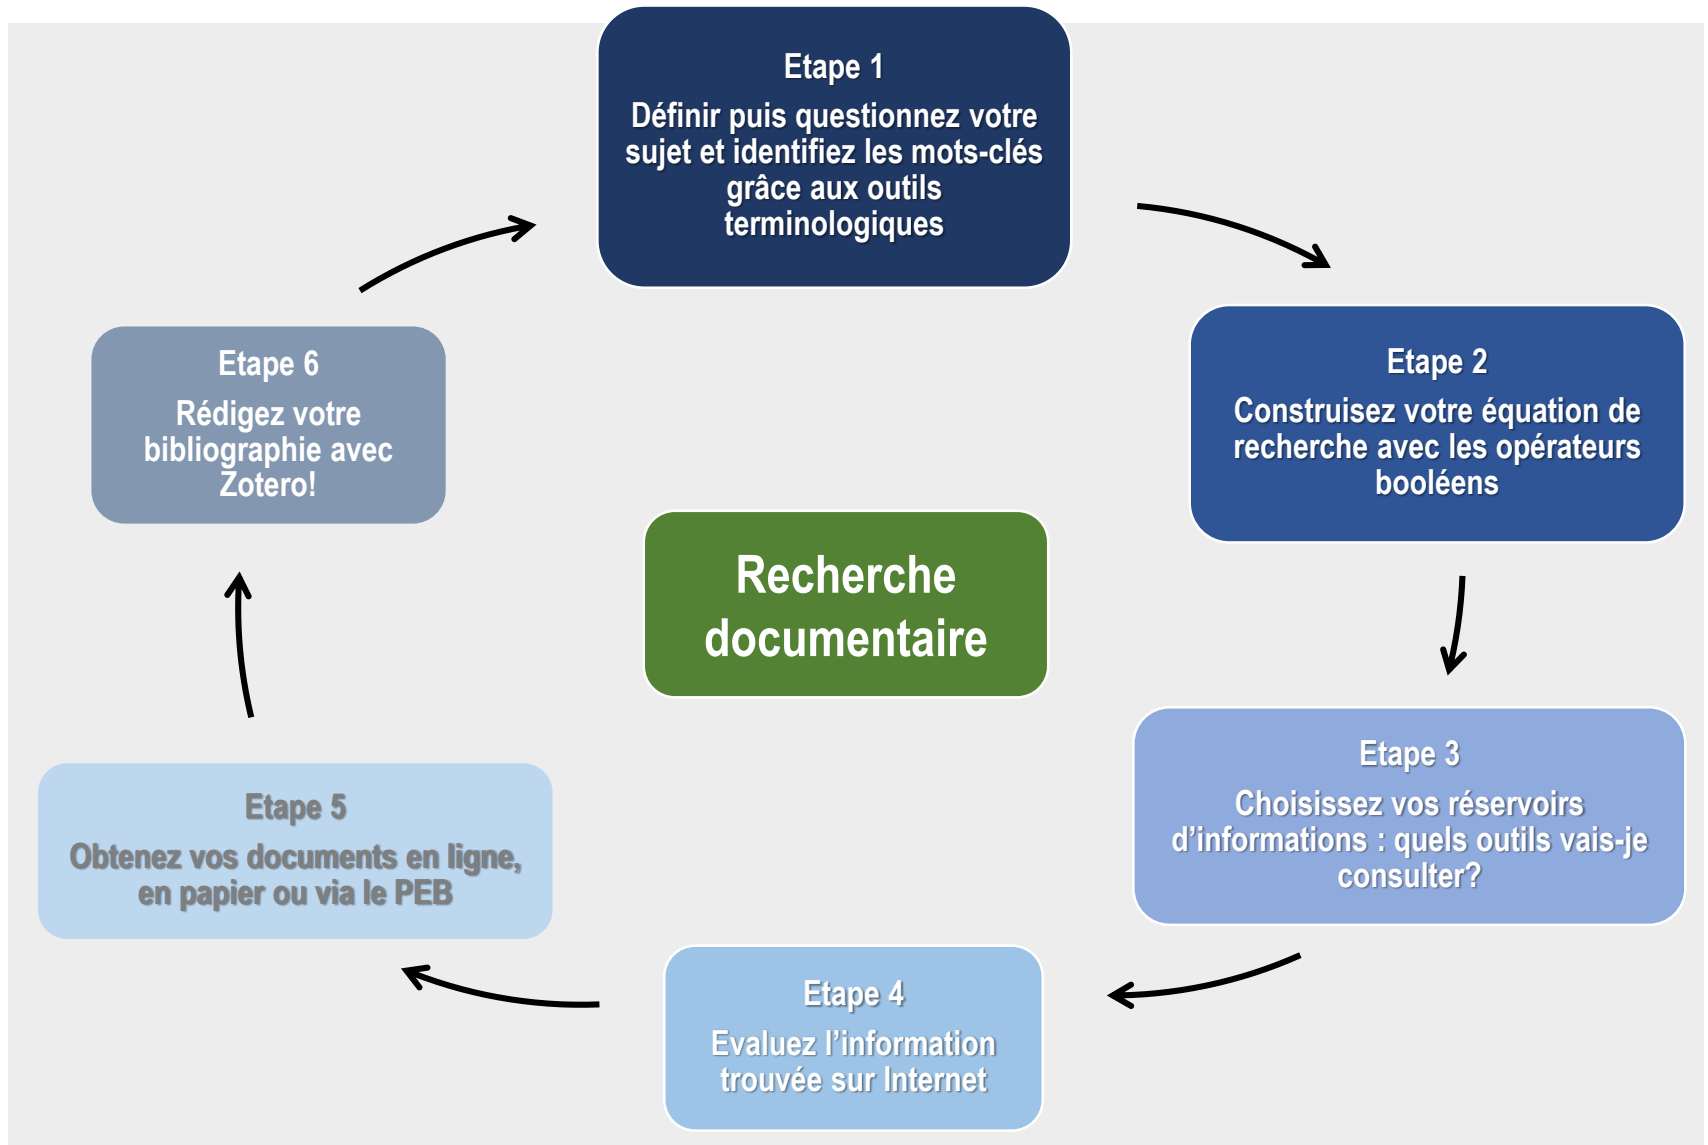 Etape 1
Définir puis questionnez votre
sujet et identifiez les mots-clés
grâce aux outils
terminologiques
Etape 2
Construisez votre équation de
recherche avec les opérateurs
booléens
Etape 3
Choisissez vos réservoirs
d’informations : quels outils vais-je
consulter?
Etape 4
Evaluez l’information
trouvée sur Internet
Etape 5
Obtenez vos documents en ligne,
en papier ou via le PEB
Etape 6
Rédigez votre
bibliographie avec
Zotero!
Recherche
documentaire